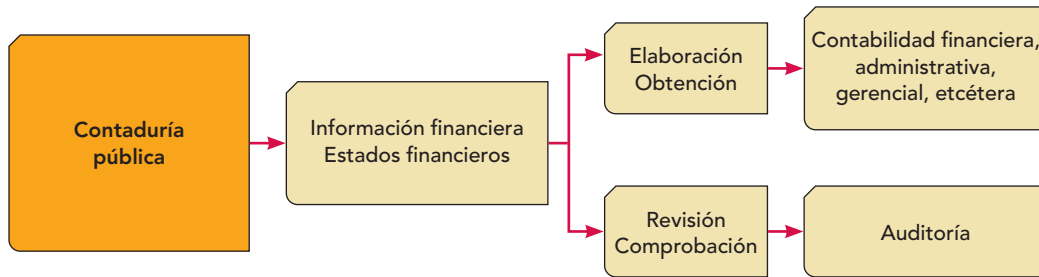 Contaduría
pública
Información financiera
Estados financieros
Elaboración
Obtención
Contabilidad financiera,
administrativa,
gerencial, etcétera
Revisión
Comprobación
Auditoría